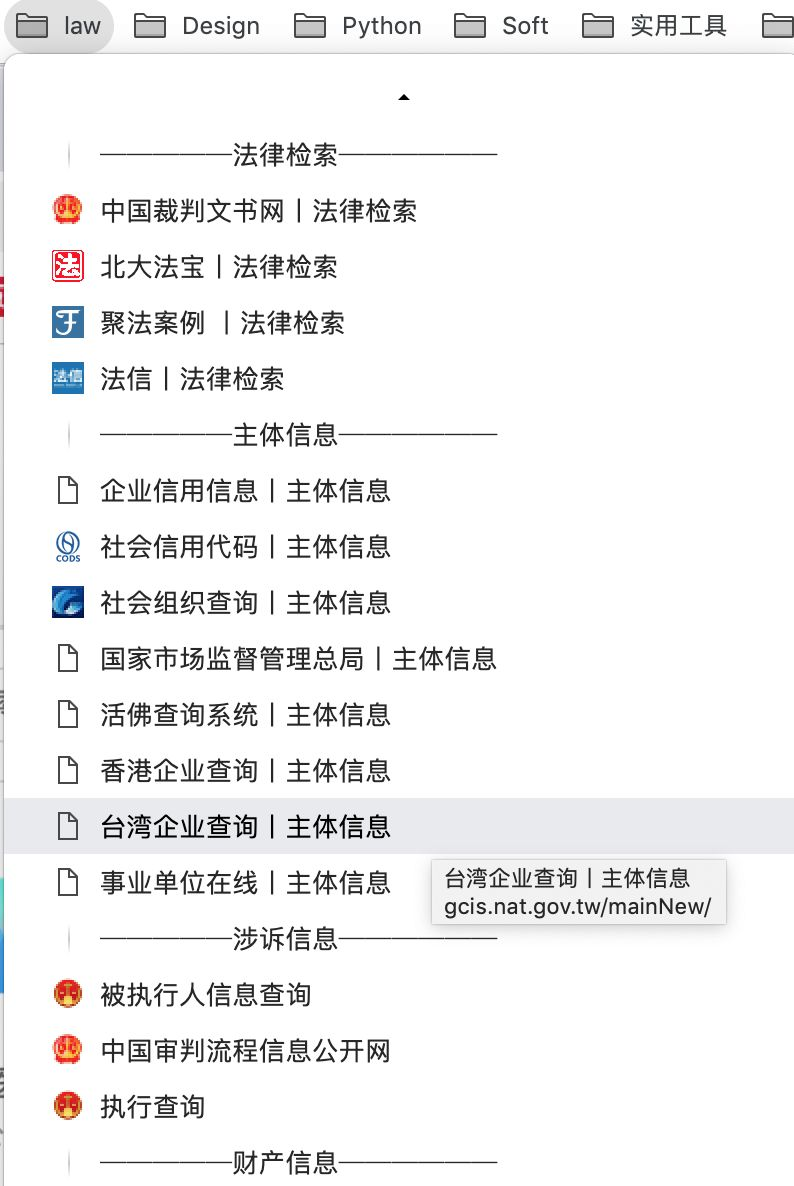 law Design Python Soft 实用工具
—————法律检索——————
中国裁判文书网丨法律检索
法 北大法宝丨法律检索
聚法案例 丨法律检索
法信 法信丨法律检索
—————主体信息——————
企业信用信息丨主体信息
CODS 社会信用代码丨主体信息
社会组织查询丨主体信息
国家市场监督管理总局丨主体信息
活佛查询系统丨主体信息
香港企业查询丨主体信息
台湾企业查询丨主体信息
事业单位在线丨主体信息
台湾企业查询丨主体信息
gcis.nat.gov.tw/mainNew/
—————涉诉信息——————
被执行人信息查询
中国审判流程信息公开网
执行查询
—————财产信息——————